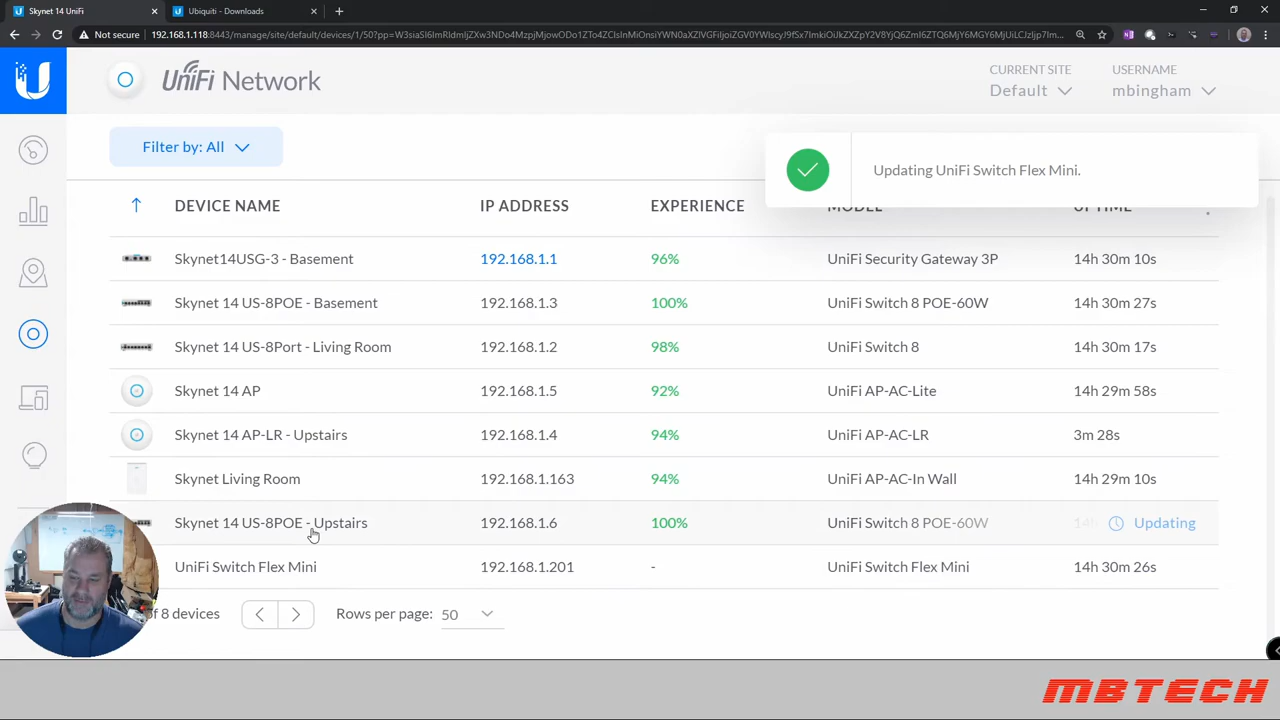 Skynet 14 UniFi
Ubiquiti - Downloads
Not secure 192.168.1.118:8443/manage/site/default/devices/1/50?
UniFi Network
CURRENT SITE
Default
USERNAME
mbingham
Filter by: All
Updating UniFi Switch Flex Mini.
DEVICE NAME IP ADDRESS EXPERIENCE MODEL UPTIME
Skynet14USG-3 - Basement 192.168.1.1 96% UniFi Security Gateway 3P 14h 30m 10s
Skynet 14 US-8POE - Basement 192.168.1.3 100% UniFi Switch 8 POE-60W 14h 30m 27s
Skynet 14 US-8Port - Living Room 192.168.1.2 98% UniFi Switch 8 14h 30m 17s
Skynet 14 AP 192.168.1.5 92% UniFi AP-AC-Lite 14h 29m 58s
Skynet 14 AP-LR - Upstairs 192.168.1.4 94% UniFi AP-AC-LR 3m 28s
Skynet Living Room 192.168.1.163 94% UniFi AP-AC-In Wall 14h 29m 10s
Skynet 14 US-8POE - Upstairs 192.168.1.6 100% UniFi Switch 8 POE-60W 14h Updating
UniFi Switch Flex Mini 192.168.1.201 - UniFi Switch Flex Mini 14h 30m 26s
of 8 devices Rows per page: 50
MBTECH